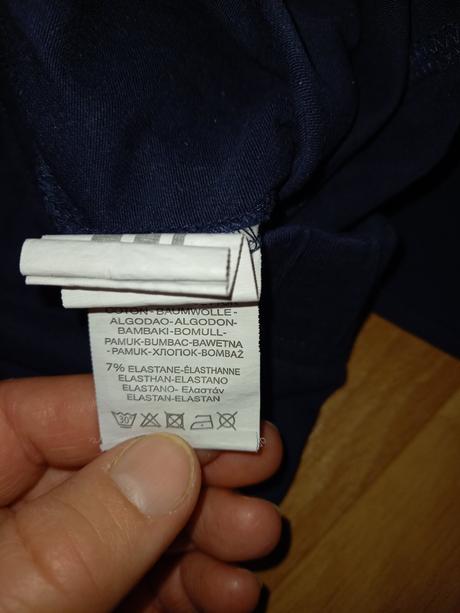 COTON-BAUMWOLLE-
ALGODAO-ALGODON-
BAMBAKI-BOMULL-
PAMUK-BUMBAC-BAWETNA
-PAMUK-ХЛОПОК-BOMBAŽ
7% ELASTANE-ÉLASTHANNE
ELASTHAN-ELASTANO
ELASTANO-Ελαστάν
ELASTAN-ELASTAN
30°